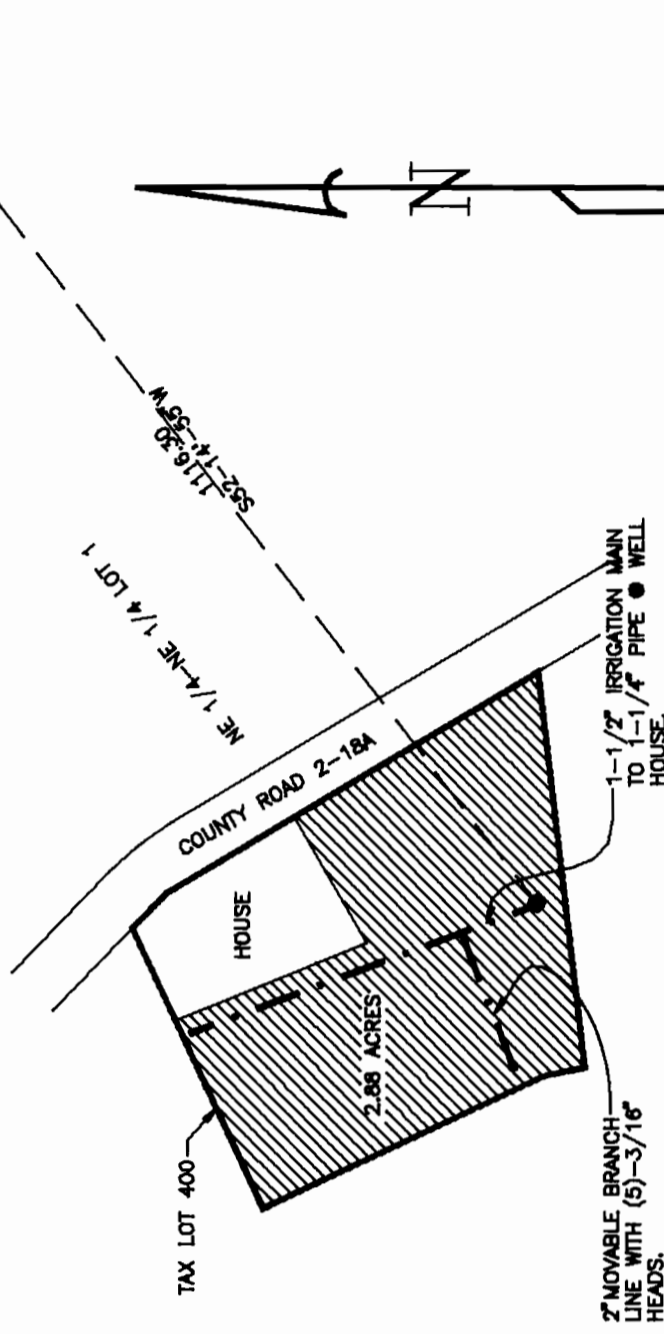 N
1116.30
S52-14'-55"W
NE 1/4-NE 1/4 LOT 1
COUNTY ROAD 2-18A
HOUSE
2.88 ACRES
TAX LOT 400
1-1/2" IRRIGATION MAIN
TO 1-1/4" PIPE @ WELL
HOUSE.
2" MOVABLE BRANCH
LINE WITH (5)-3/16"
HEADS.